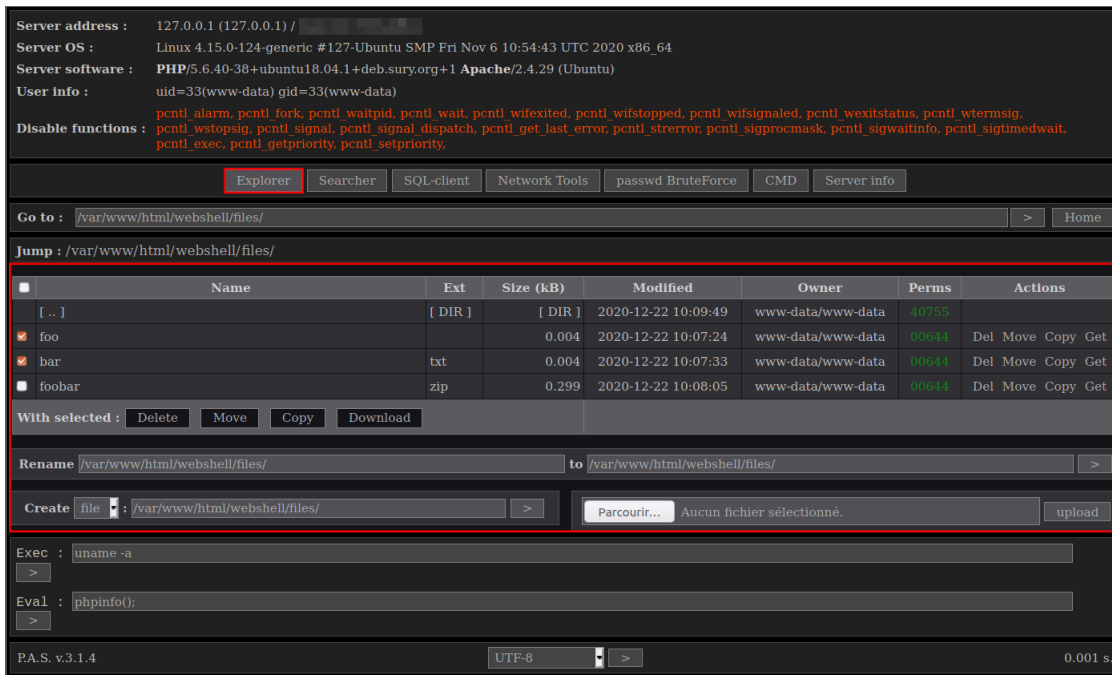 Server address : 127.0.0.1 (127.0.0.1) /
Server OS : Linux 4.15.0-124-generic #127-Ubuntu SMP Fri Nov 6 10:54:43 UTC 2020 x86_64
Server software : PHP/5.6.40-38+ubuntu18.04.1+deb.sury.org+1 Apache/2.4.29 (Ubuntu)
User info : uid=33(www-data) gid=33(www-data)
Disable functions : pcntl_alarm, pcntl_fork, pcntl_waitpid, pcntl_wait, pcntl_wifexited, pcntl_wifstopped, pcntl_wifsignaled, pcntl_wexitstatus, pcntl_wtermsig,
pcntl_wstopsig, pcntl_signal, pcntl_signal_dispatch, pcntl_get_last_error, pcntl_strerror, pcntl_sigprocmask, pcntl_sigwaitinfo, pcntl_sigtimedwait,
pcntl_exec, pcntl_getpriority, pcntl_setpriority,
Explorer Searcher SQL-client Network Tools passwd BruteForce CMD Server info
Go to : /var/www/html/webshell/files/ > Home
Jump : /var/www/html/webshell/files/
Name Ext Size (kB) Modified Owner Perms Actions
[ .. ] [ DIR ] [ DIR ] 2020-12-22 10:09:49 www-data/www-data 40755
foo 0.004 2020-12-22 10:07:24 www-data/www-data 00644 Del Move Copy Get
bar txt 0.004 2020-12-22 10:07:33 www-data/www-data 00644 Del Move Copy Get
foobar zip 0.299 2020-12-22 10:08:05 www-data/www-data 00644 Del Move Copy Get
With selected : Delete Move Copy Download
Rename /var/www/html/webshell/files/ to /var/www/html/webshell/files/ >
Create file : /var/www/html/webshell/files/ > Parcourir... Aucun fichier sélectionné. upload
Exec : uname -a
>
Eval : phpinfo();
>
P.A.S. v.3.1.4 UTF-8 > 0.001 s.